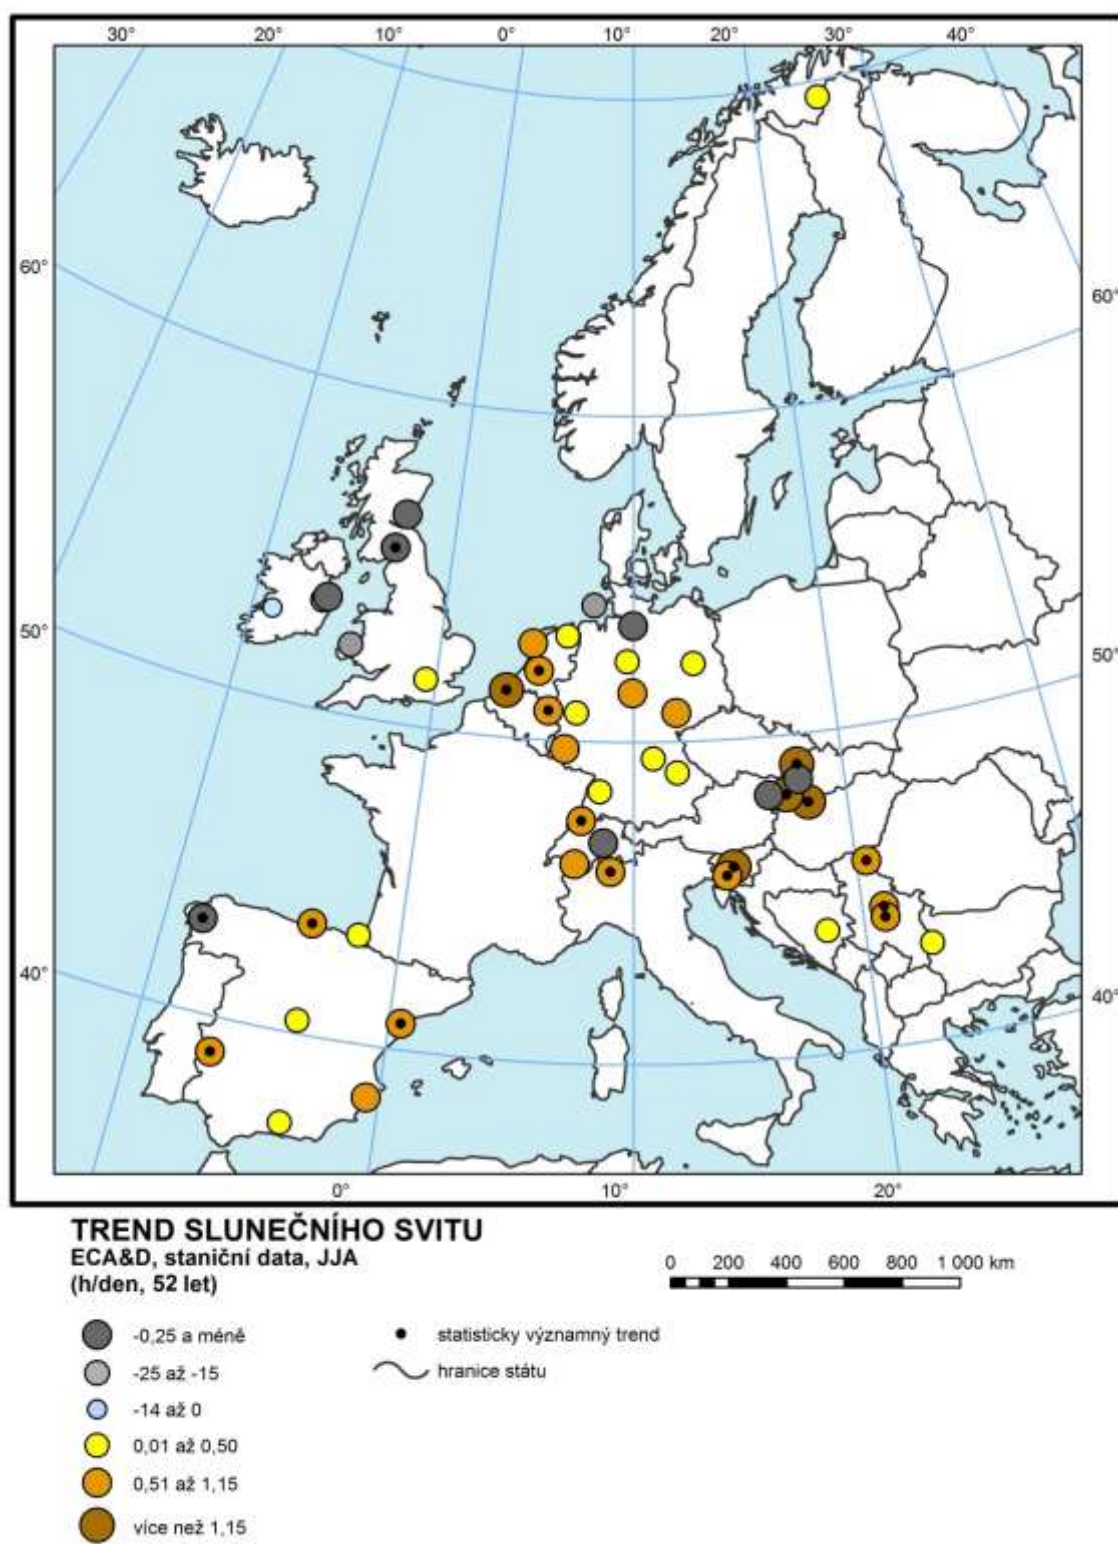 30° 20° 10° 0° 10° 20° 30° 40°
60°
60°
50°
50°
40°
40°
0° 10° 20°
TREND SLUNEČNÍHO SVITU
ECA&D, staniční data, JJA
(h/den, 52 let)
0 200 400 600 800 1 000 km
-0,25 a méně
statisticky významný trend
-25 až -15
hranice státu
-14 až 0
0,01 až 0,50
0,51 až 1,15
více než 1,15